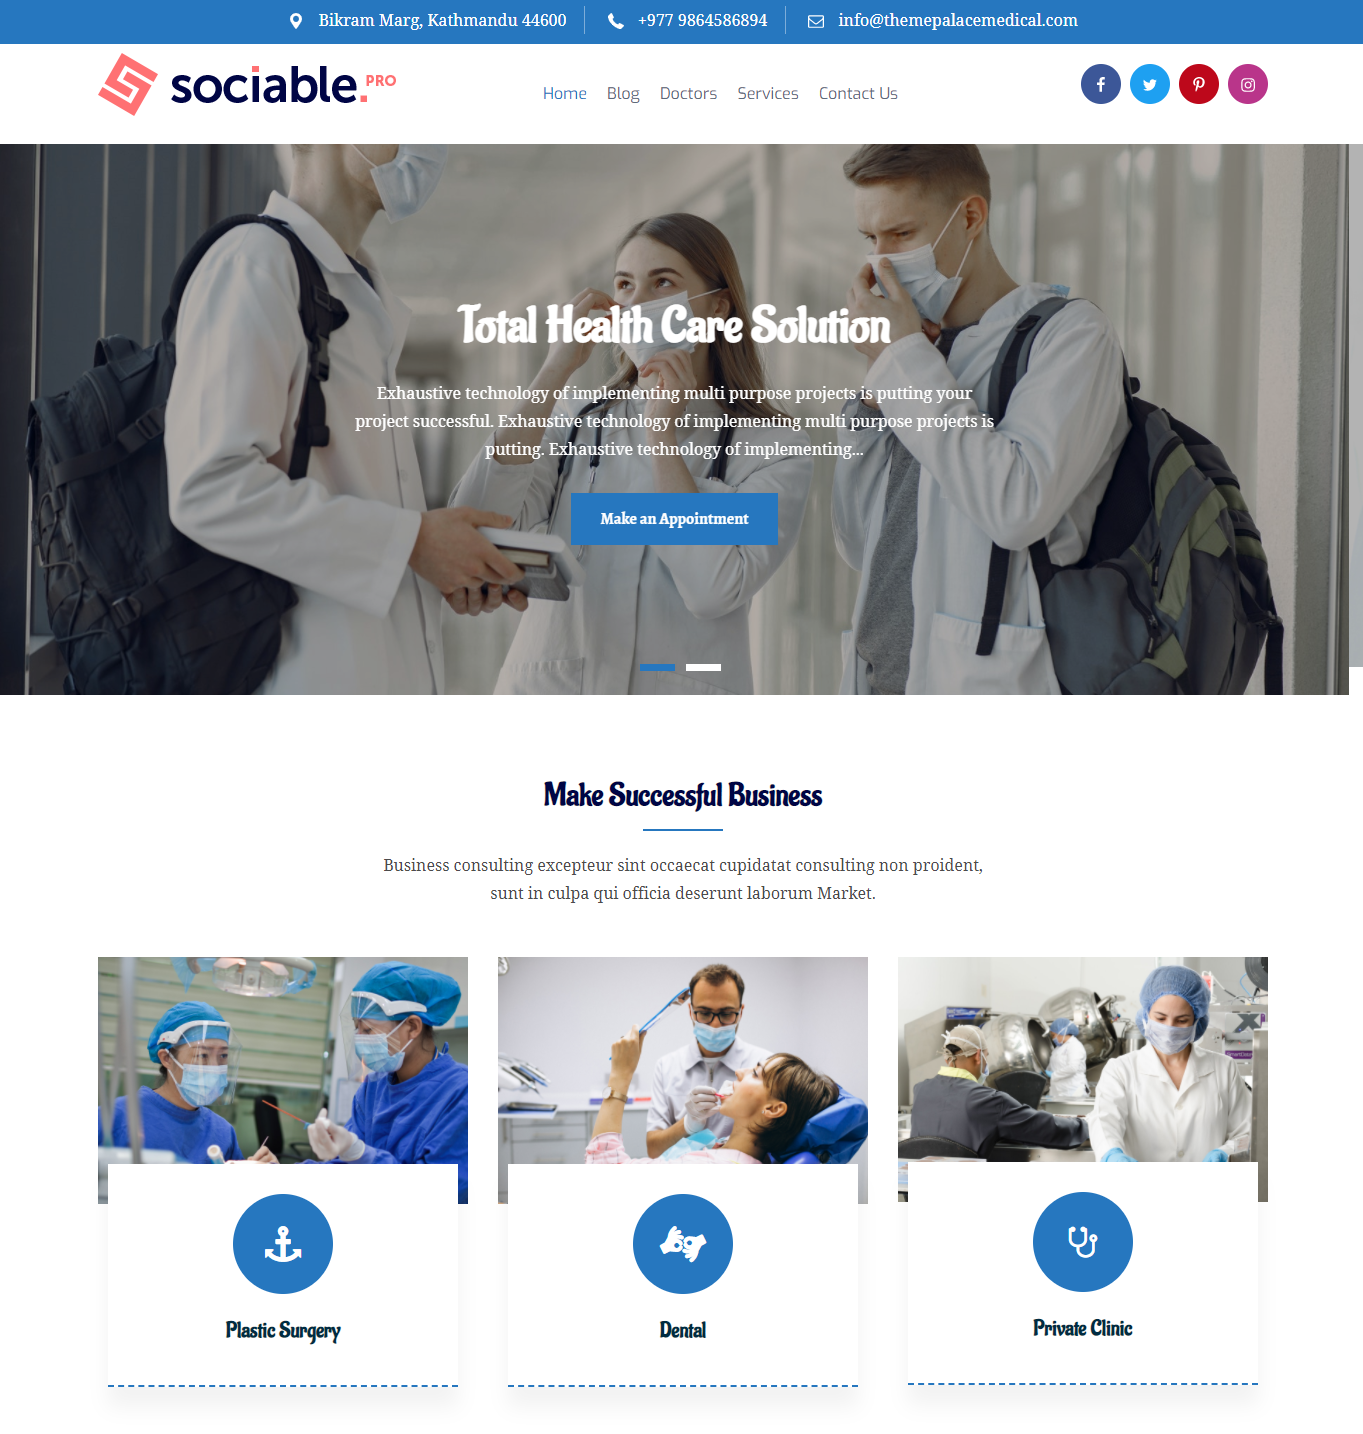 Bikram Marg, Kathmandu 44600
+977 9864586894
info@themepalacemedical.com
sociable.PRO
Home
Blog
Doctors
Services
Contact Us
Total Health Care Solution
Exhaustive technology of implementing multi purpose projects is putting your
project successful. Exhaustive technology of implementing multi purpose projects is
putting. Exhaustive technology of implementing...
Make an Appointment
Make Successful Business
Business consulting excepteur sint occaecat cupidatat consulting non proident,
sunt in culpa qui officia deserunt laborum Market.
Plastic Surgery
Dental
Private Clinic